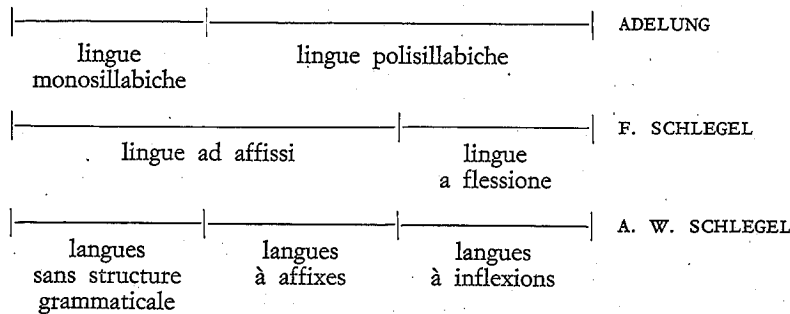 ADELUNG
lingue
monosillabiche
lingue polisillabiche
F. SCHLEGEL
lingue ad affissi
lingue
a flessione
A. W. SCHLEGEL
langues
sans structure
grammaticale
langues
à affixes
langues
à inflexions